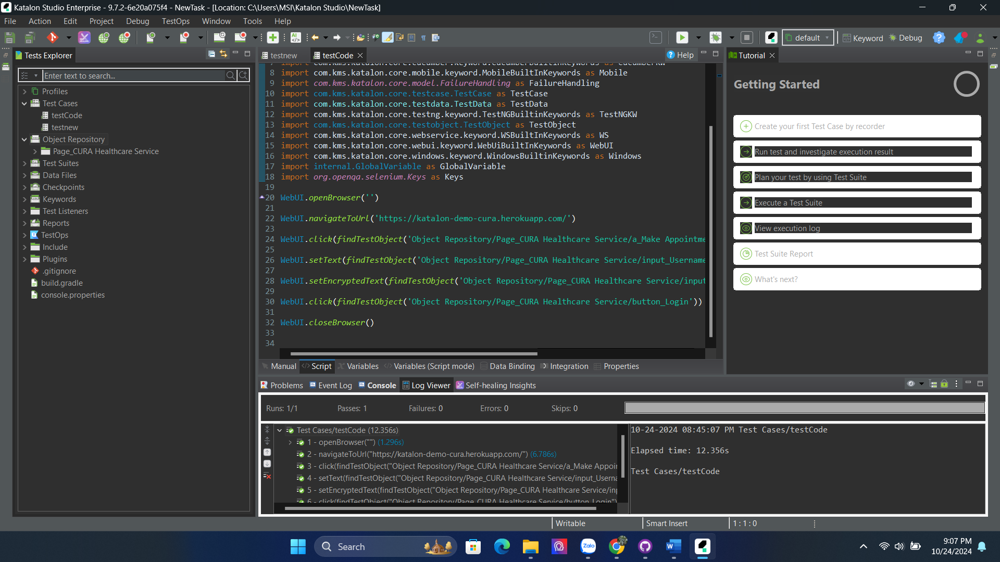 Katalon Studio Enterprise - 9.7.2-6e20a075f4 - NewTask - [Location: C:\Users\MSI\Katalon Studio\NewTask]
File Action Edit Project Debug TestOps Window Tools Help
default Keyword Debug
Tests Explorer
Enter text to search...
Profiles
Test Cases
testCode
testnew
Object Repository
Page_CURA Healthcare Service
Test Suites
Data Files
Checkpoints
Keywords
Test Listeners
Reports
TestOps
Include
Plugins
.gitignore
build.gradle
console.properties
testnew testCode Help
8 import com.kms.katalon.core.mobile.keyword.MobileBuiltInKeywords as Mobile
9 import com.kms.katalon.core.model.FailureHandling as FailureHandling
10 import com.kms.katalon.core.testcase.TestCase as TestCase
11 import com.kms.katalon.core.testdata.TestData as TestData
12 import com.kms.katalon.core.testng.keyword.TestNGBuiltinKeywords as TestNGKW
13 import com.kms.katalon.core.testobject.TestObject as TestObject
14 import com.kms.katalon.core.webservice.keyword.WSBuiltInKeywords as WS
15 import com.kms.katalon.core.webui.keyword.WebUiBuiltInKeywords as WebUI
16 import com.kms.katalon.core.windows.keyword.WindowsBuiltinKeywords as Windows
17 import internal.GlobalVariable as GlobalVariable
18 import org.openqa.selenium.Keys as Keys
19
20 WebUI.openBrowser('')
21
22 WebUI.navigateToUrl('https://katalon-demo-cura.herokuapp.com/')
23
24 WebUI.click(findTestObject('Object Repository/Page_CURA Healthcare Service/a_Make Appointme
25
26 WebUI.setText(findTestObject('Object Repository/Page_CURA Healthcare Service/input_Username
27
28 WebUI.setEncryptedText(findTestObject('Object Repository/Page_CURA Healthcare Service/input
29
30 WebUI.click(findTestObject('Object Repository/Page_CURA Healthcare Service/button_Login'))
31
32 WebUI.closeBrowser()
33
34
Manual Script Variables Variables (Script mode) Data Binding Integration Properties
Tutorial
Getting Started
Create your first Test Case by recorder
Run test and investigate execution result
Plan your test by using Test Suite
Execute a Test Suite
View execution log
Test Suite Report
What's next?
Problems Event Log Console Log Viewer Self-healing Insights
Runs: 1/1 Passes: 1 Failures: 0 Errors: 0 Skips: 0
Test Cases/testCode (12.356s)
1 - openBrowser("") (1.296s)
2 - navigateToUrl("https://katalon-demo-cura.herokuapp.com/") (6.786s)
3 - click(findTestObject("Object Repository/Page_CURA Healthcare Service/a_Make Appoin
4 - setText(findTestObject("Object Repository/Page_CURA Healthcare Service/input_Userna
5 - setEncryptedText(findTestObject("Object Repository/Page_CURA Healthcare Service/inp
6 - click(findTestObject("Object Repository/Page_CURA Healthcare Service/button_Login")
10-24-2024 08:45:07 PM Test Cases/testCode
Elapsed time: 12.356s
Test Cases/testCode
Writable Smart Insert 1 : 1 : 0
Search
Zalo
9:07 PM
10/24/2024